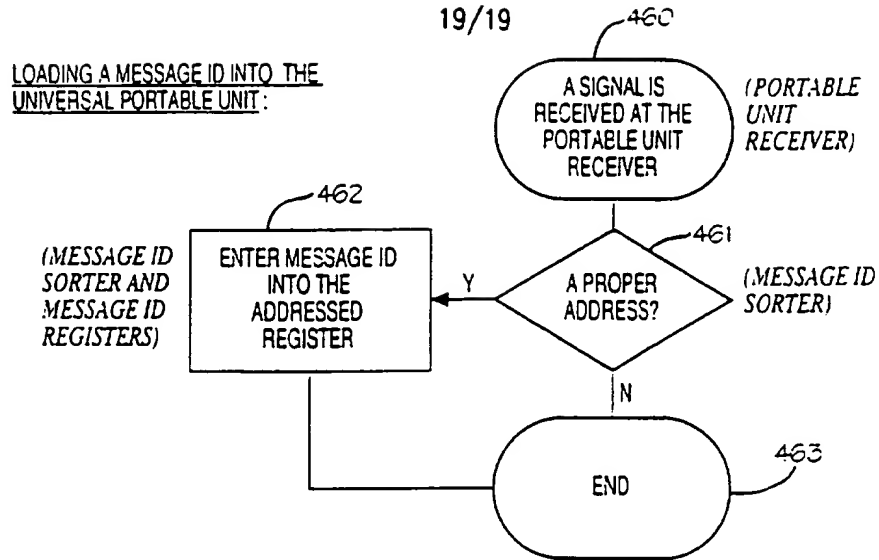 19/19
LOADING A MESSAGE ID INTO THE
UNIVERSAL PORTABLE UNIT:
460
A SIGNAL IS
RECEIVED AT THE
PORTABLE UNIT
RECEIVER
(PORTABLE
UNIT
RECEIVER)
462
ENTER MESSAGE ID
INTO THE
ADDRESSED
REGISTER
(MESSAGE ID
SORTER AND
MESSAGE ID
REGISTERS)
Y
461
A PROPER
ADDRESS?
(MESSAGE ID
SORTER)
N
END
463